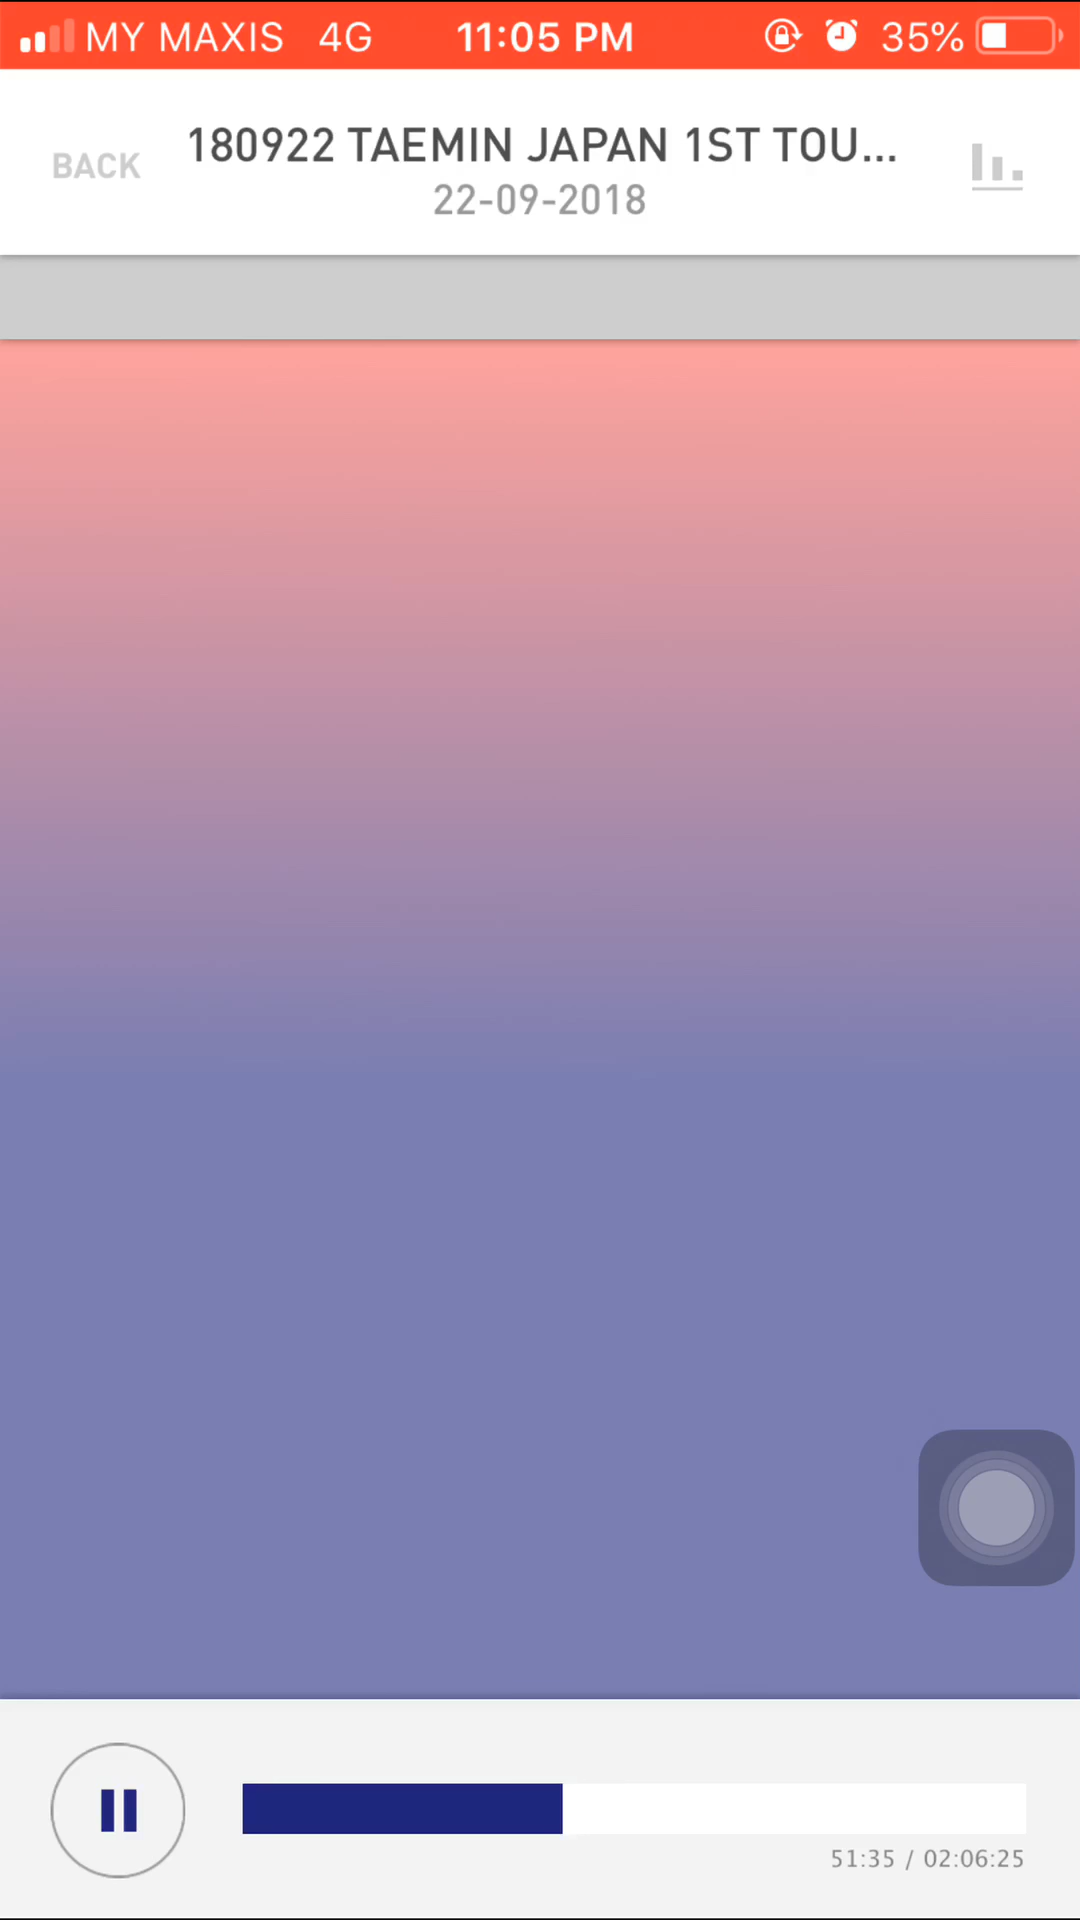 MY MAXIS 4G 11:05 PM 35%
BACK
180922 TAEMIN JAPAN 1ST TOU...
22-09-2018
51:35 / 02:06:25